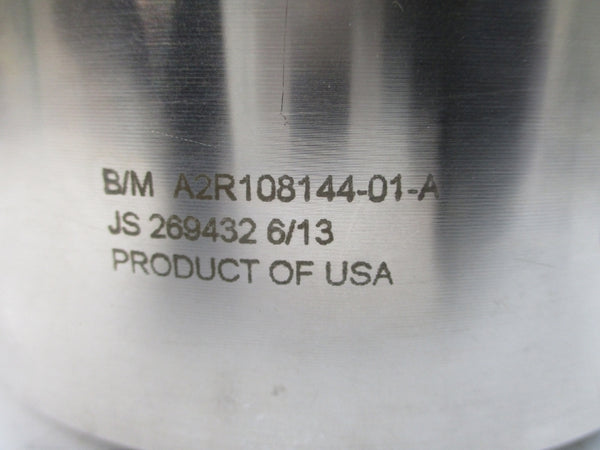 B/M A2R108144-01-A
JS 269432 6/13
PRODUCT OF USA